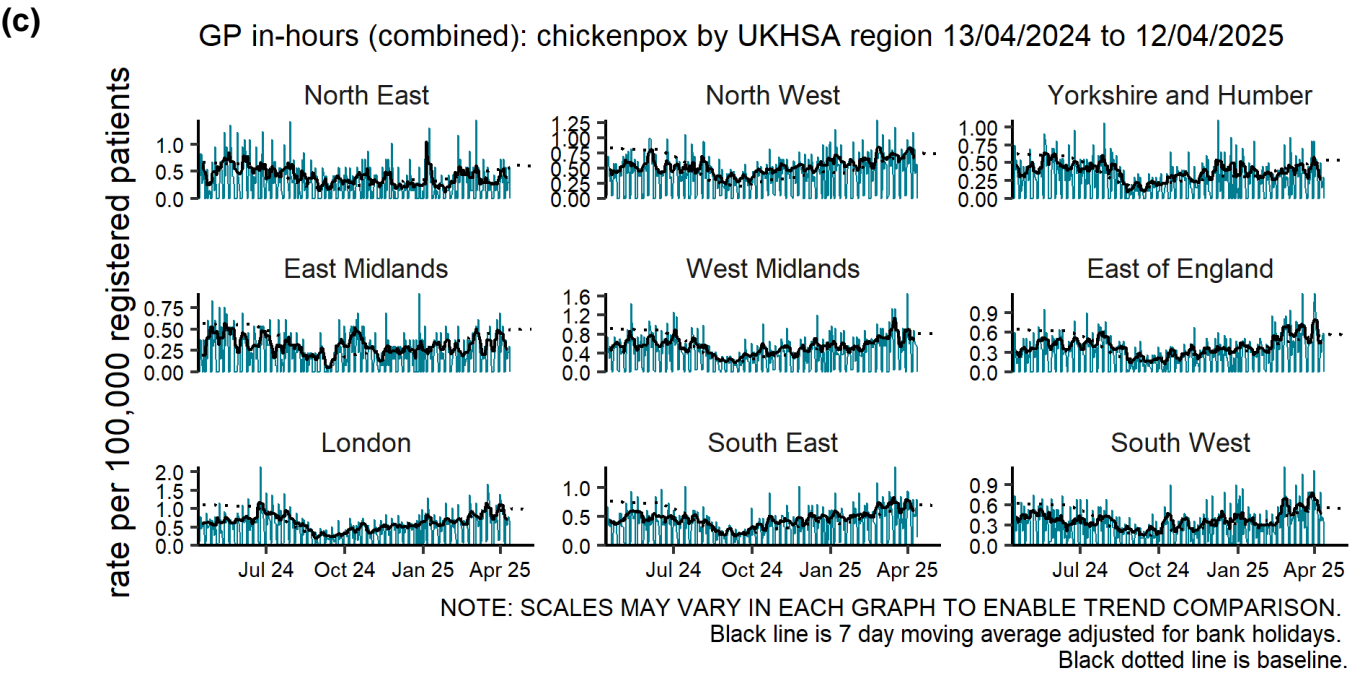 (c)
GP in-hours (combined): chickenpox by UKHSA region 13/04/2024 to 12/04/2025
rate per 100,000 registered patients
North East
1.0
0.5
0.0
North West
1.25
1.00
0.75
0.50
0.25
0.00
Yorkshire and Humber
1.00
0.75
0.50
0.25
0.00
East Midlands
0.75
0.50
0.25
0.00
West Midlands
1.6
1.2
0.8
0.4
0.0
East of England
0.9
0.6
0.3
0.0
London
2.0
1.5
1.0
0.5
0.0
Jul 24 Oct 24 Jan 25 Apr 25
South East
1.0
0.5
0.0
Jul 24 Oct 24 Jan 25 Apr 25
South West
0.9
0.6
0.3
0.0
Jul 24 Oct 24 Jan 25 Apr 25
NOTE: SCALES MAY VARY IN EACH GRAPH TO ENABLE TREND COMPARISON.
Black line is 7 day moving average adjusted for bank holidays.
Black dotted line is baseline.